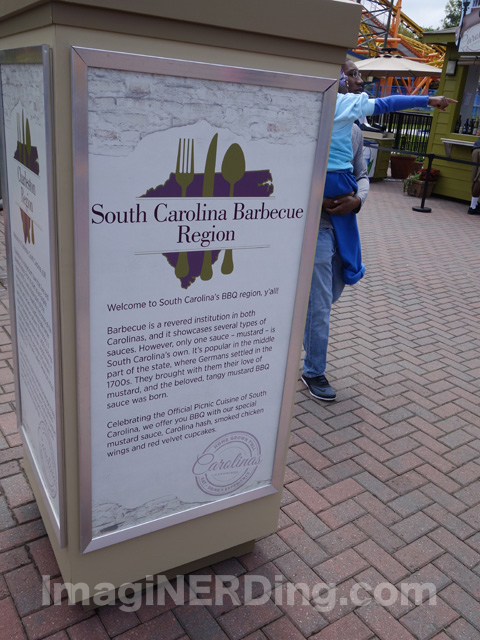 South Carolina Barbecue
Region
Welcome to South Carolina's BBQ region, y'all!
Barbecue is a revered institution in both
Carolinas, and it showcases several types of
sauces. However, only one sauce – mustard – is
South Carolina's own. It's popular in the middle
part of the state, where Germans settled in the
1700s. They brought with them their love of
mustard, and the beloved, tangy mustard BBQ
sauce was born.
Celebrating the Official Picnic Cuisine of South
Carolina, we offer you BBQ with our special
mustard sauce, Carolina hash, smoked chicken
wings and red velvet cupcakes.
Carolinas
Charleston
Region
ImagiNERDing.com